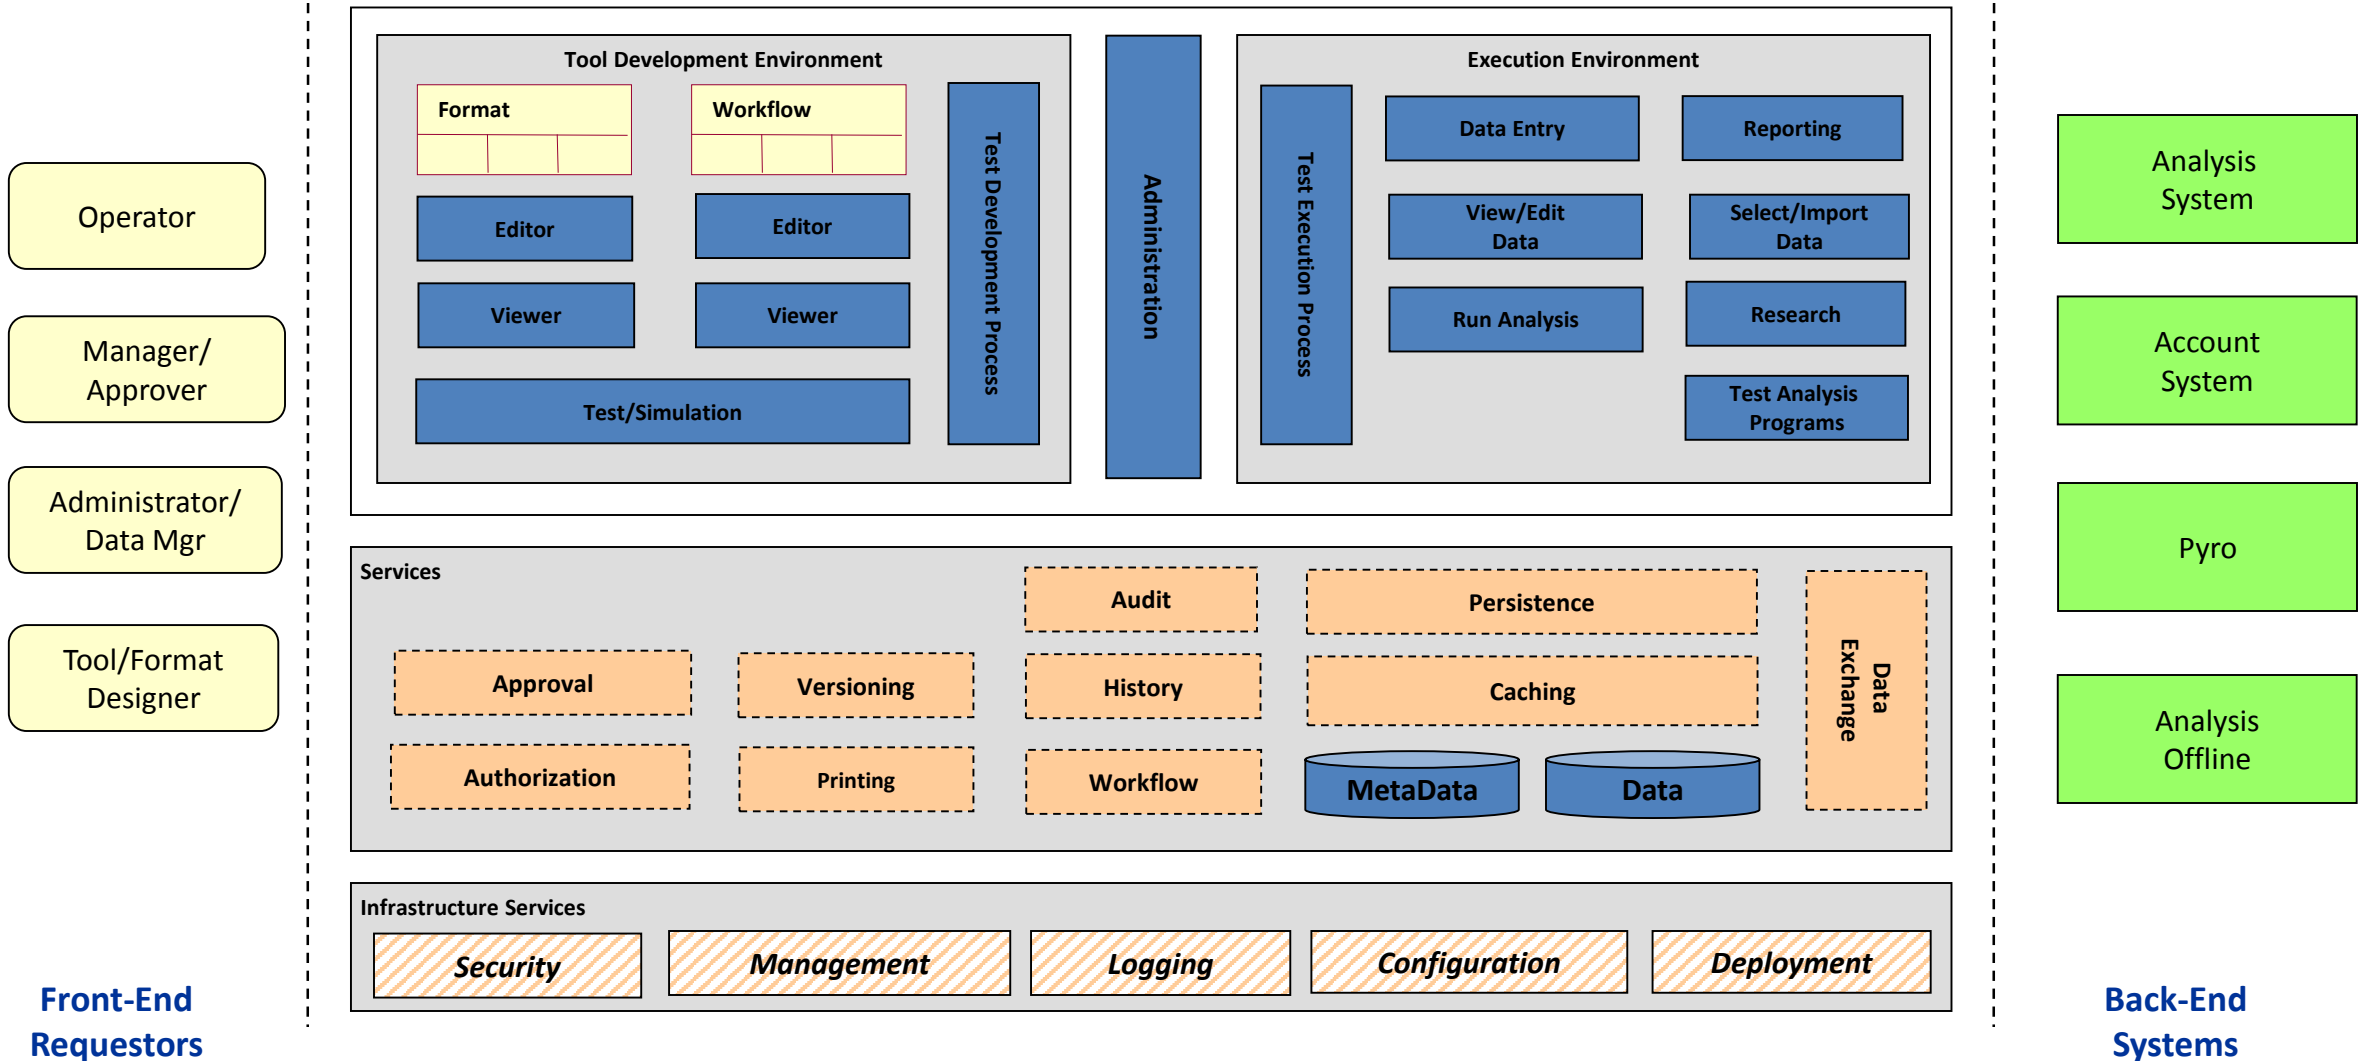 Operator
Manager/
Approver
Administrator/
Data Mgr
Tool/Format
Designer
Front-End
Requestors
Tool Development Environment
Format
Workflow
Editor
Editor
Viewer
Viewer
Test/Simulation
Test Development Process
Administration
Execution Environment
Test Execution Process
Data Entry
Reporting
View/Edit
Data
Select/Import
Data
Run Analysis
Research
Test Analysis
Programs
Services
Audit
Persistence
Approval
Versioning
History
Caching
Authorization
Printing
Workflow
MetaData
Data
Data
Exchange
Infrastructure Services
Security
Management
Logging
Configuration
Deployment
Analysis
System
Account
System
Pyro
Analysis
Offline
Back-End
Systems